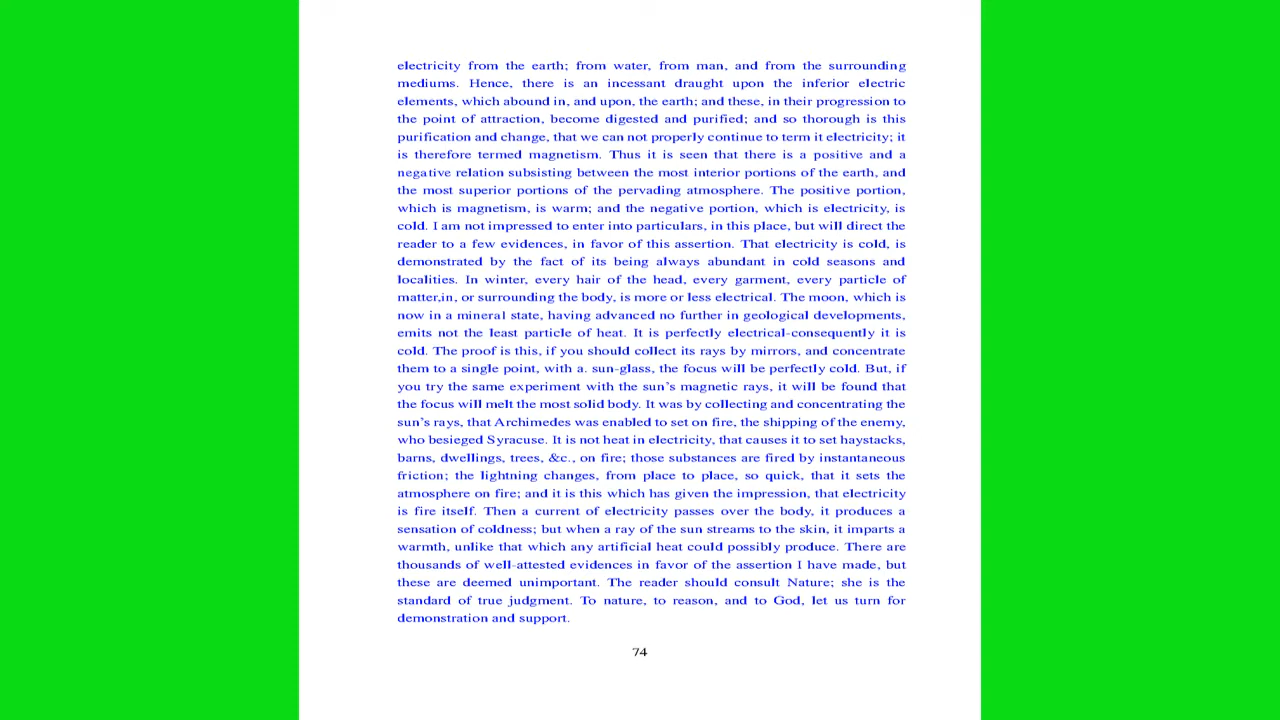 electricity from the earth; from water, from man, and from the surrounding
mediums. Hence, there is an incessant draught upon the inferior electric
elements, which abound in, and upon, the earth; and these, in their progression to
the point of attraction, become digested and purified; and so thorough is this
purification and change, that we can not properly continue to term it electricity; it
is therefore termed magnetism. Thus it is seen that there is a positive and a
negative relation subsisting between the most interior portions of the earth, and
the most superior portions of the pervading atmosphere. The positive portion,
which is magnetism, is warm; and the negative portion, which is electricity, is
cold. I am not impressed to enter into particulars, in this place, but will direct the
reader to a few evidences, in favor of this assertion. That electricity is cold, is
demonstrated by the fact of its being always abundant in cold seasons and
localities. In winter, every hair of the head, every garment, every particle of
matter,in, or surrounding the body, is more or less electrical. The moon, which is
now in a mineral state, having advanced no further in geological developments,
emits not the least particle of heat. It is perfectly electrical-consequently it is
cold. The proof is this, if you should collect its rays by mirrors, and concentrate
them to a single point, with a. sun-glass, the focus will be perfectly cold. But, if
you try the same experiment with the sun's magnetic rays, it will be found that
the focus will melt the most solid body. It was by collecting and concentrating the
sun's rays, that Archimedes was enabled to set on fire, the shipping of the enemy,
who besieged Syracuse. It is not heat in electricity, that causes it to set haystacks,
barns, dwellings, trees, &c., on fire; those substances are fired by instantaneous
friction; the lightning changes, from place to place, so quick, that it sets the
atmosphere on fire; and it is this which has given the impression, that electricity
is fire itself. Then a current of electricity passes over the body, it produces a
sensation of coldness; but when a ray of the sun streams to the skin, it imparts a
warmth, unlike that which any artificial heat could possibly produce. There are
thousands of well-attested evidences in favor of the assertion I have made, but
these are deemed unimportant. The reader should consult Nature; she is the
standard of true judgment. To nature, to reason, and to God, let us turn for
demonstration and support.
74